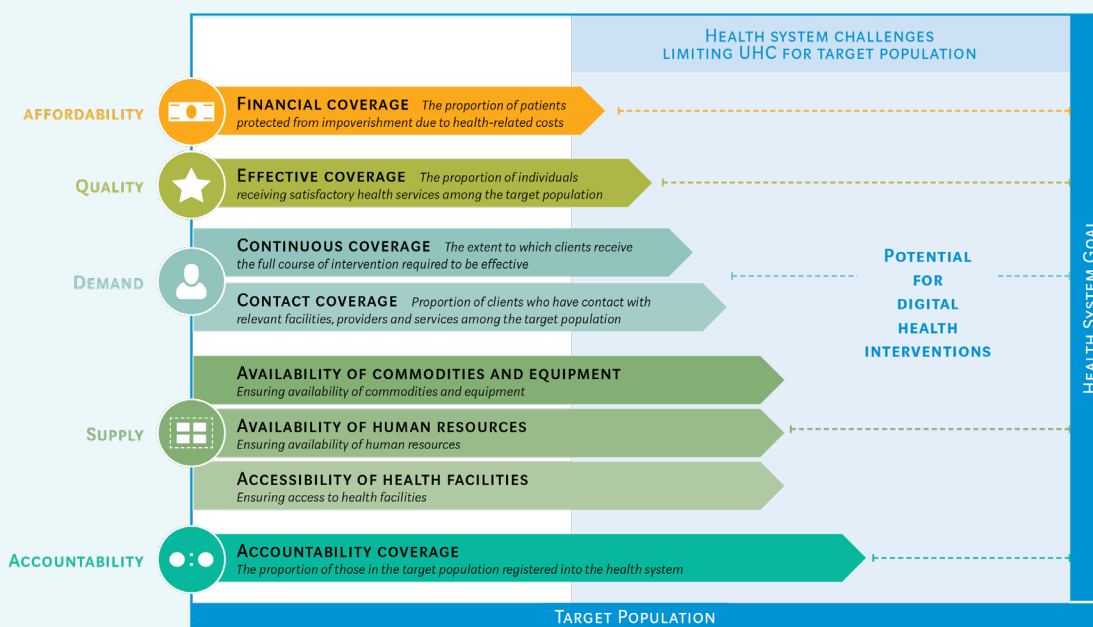 HEALTH SYSTEM CHALLENGES
LIMITING UHC FOR TARGET POPULATION
AFFORDABILITY
FINANCIAL COVERAGE The proportion of patients
protected from impoverishment due to health-related costs
QUALITY
EFFECTIVE COVERAGE The proportion of individuals
receiving satisfactory health services among the target population
DEMAND
CONTINUOUS COVERAGE The extent to which clients receive
the full course of intervention required to be effective
CONTACT COVERAGE Proportion of clients who have contact with
relevant facilities, providers and services among the target population
POTENTIAL
FOR
DIGITAL
HEALTH
INTERVENTIONS
SUPPLY
AVAILABILITY OF COMMODITIES AND EQUIPMENT
Ensuring availability of commodities and equipment
AVAILABILITY OF HUMAN RESOURCES
Ensuring availability of human resources
ACCESSIBILITY OF HEALTH FACILITIES
Ensuring access to health facilities
ACCOUNTABILITY
ACCOUNTABILITY COVERAGE
The proportion of those in the target population registered into the health system
HEALTH SYSTEM GOAL
TARGET POPULATION